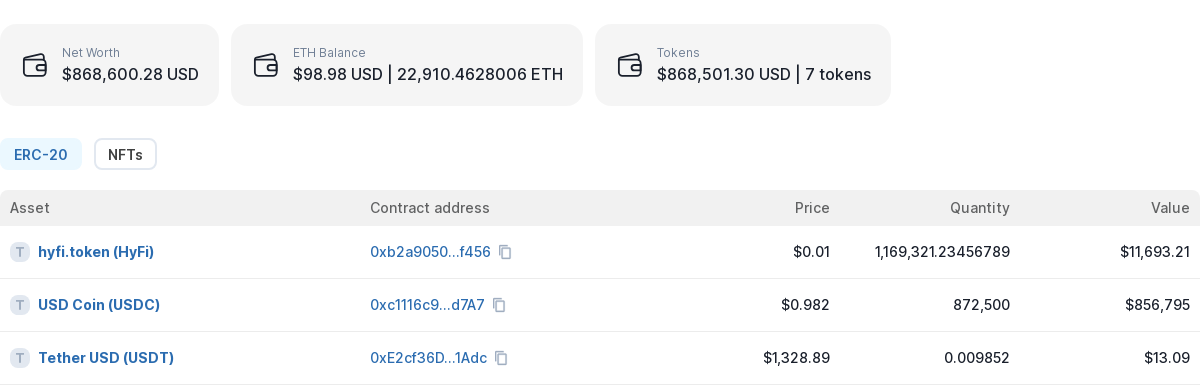 Net Worth
$868,600.28 USD
ETH Balance
$98.98 USD | 22,910.4628006 ETH
Tokens
$868,501.30 USD | 7 tokens
ERC-20 NFTs
Asset Contract address Price Quantity Value
T hyfi.token (HyFi) 0xb2a9050...f456 $0.01 1,169,321.23456789 $11,693.21
T USD Coin (USDC) 0xc1116c9...d7A7 $0.982 872,500 $856,795
T Tether USD (USDT) 0xE2cf36D...1Adc $1,328.89 0.009852 $13.09